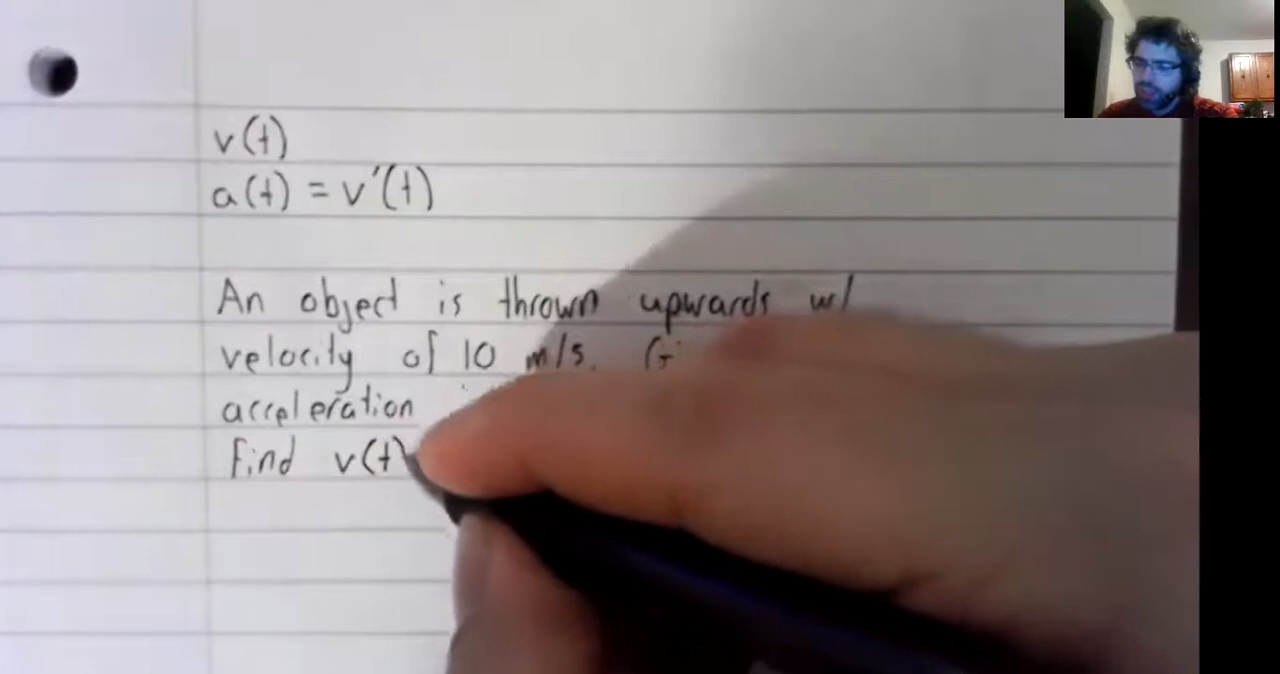 v(t)
a(t) = v'(t)
An object is thrown upwards w/
velocity of 10 m/s.
acceleration
Find v(t)